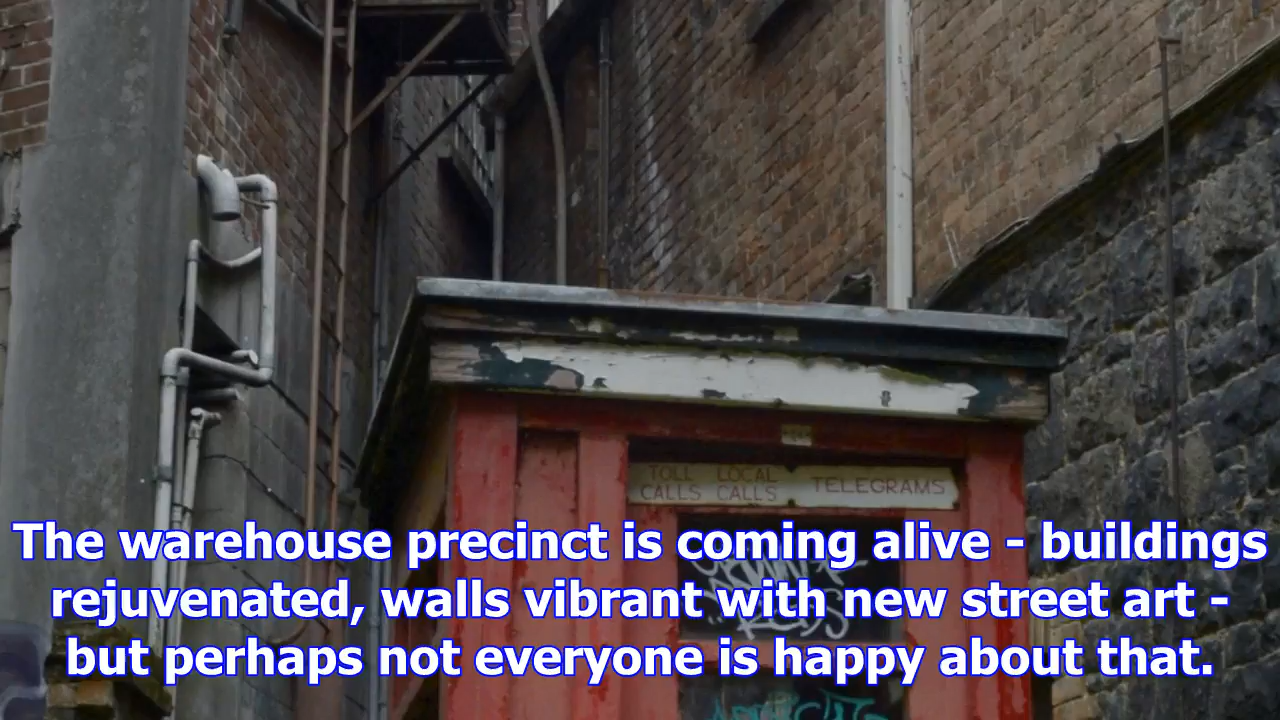 TOLL LOCAL TELEGRAMS
CALLS CALLS
The warehouse precinct is coming alive - buildings
rejuvenated, walls vibrant with new street art -
but perhaps not everyone is happy about that.